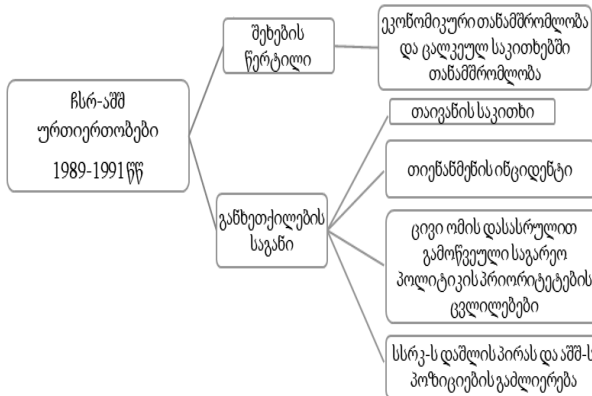 ჩსრ-აშშ
ურთიერთობები
1989-1991წწ
შეხების
წერტილი
ეკონომიკური თანამშრომლობა
და ცალკეულ საკითხებში
თანამშრომლობა
განხეთქილების
საგანი
თაივანის საკითხი
თიენანმენის ინციდენტი
ცივი ომის დასასრულით
გამოწვეული საგარეო
პოლიტიკის პრიორიტეტების
ცვლილებები
სსრკ-ს დაშლის პირას და აშშ-ს
პოზიციების გაძლიერება